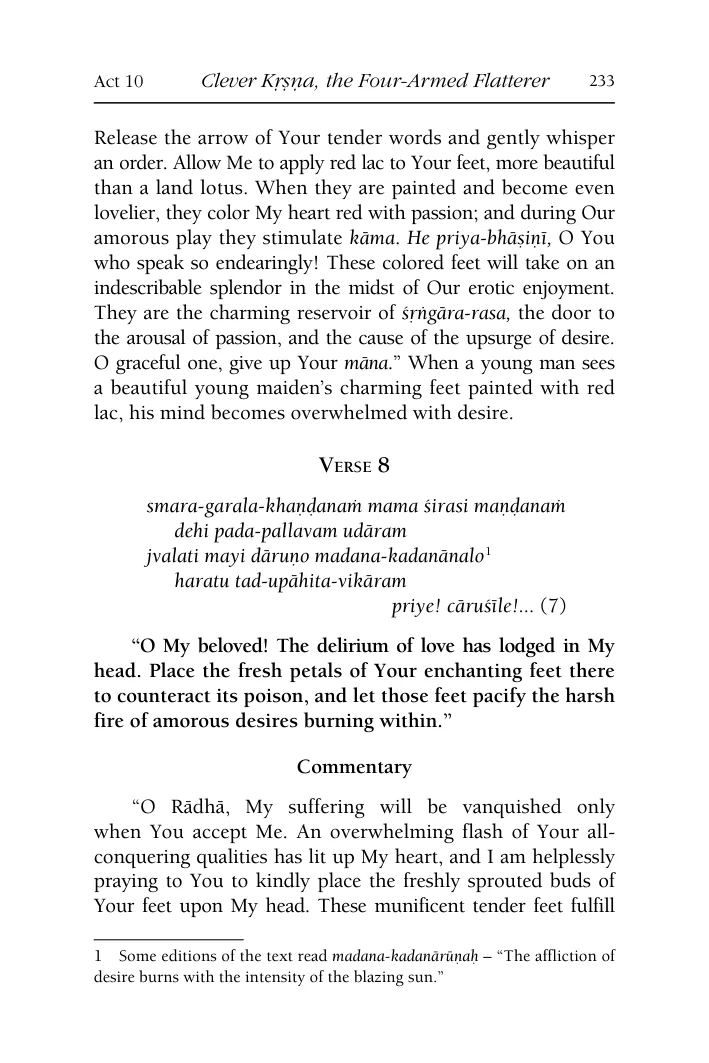 Act 10 Clever Kṛṣṇa, the Four-Armed Flatterer 233
Release the arrow of Your tender words and gently whisper
an order. Allow Me to apply red lac to Your feet, more beautiful
than a land lotus. When they are painted and become even
lovelier, they color My heart red with passion; and during Our
amorous play they stimulate kāma. He priya-bhāṣiṇī, O You
who speak so endearingly! These colored feet will take on an
indescribable splendor in the midst of Our erotic enjoyment.
They are the charming reservoir of śṛṅgāra-rasa, the door to
the arousal of passion, and the cause of the upsurge of desire.
O graceful one, give up Your māna.” When a young man sees
a beautiful young maiden’s charming feet painted with red
lac, his mind becomes overwhelmed with desire.
Verse 8
smara-garala-khaṇḍanaṁ mama śirasi maṇḍanaṁ
dehi pada-pallavam udāram
jvalati mayi dāruṇo madana-kadanānalo1
haratu tad-upāhita-vikāram
priye! cāruśīle!... (7)
“O My beloved! The delirium of love has lodged in My
head. Place the fresh petals of Your enchanting feet there
to counteract its poison, and let those feet pacify the harsh
fire of amorous desires burning within.”
Commentary
“O Rādhā, My suffering will be vanquished only
when You accept Me. An overwhelming flash of Your all-
conquering qualities has lit up My heart, and I am helplessly
praying to You to kindly place the freshly sprouted buds of
Your feet upon My head. These munificent tender feet fulfill
1 Some editions of the text read madana-kadanārūṇaḥ – “The affliction of
desire burns with the intensity of the blazing sun.”